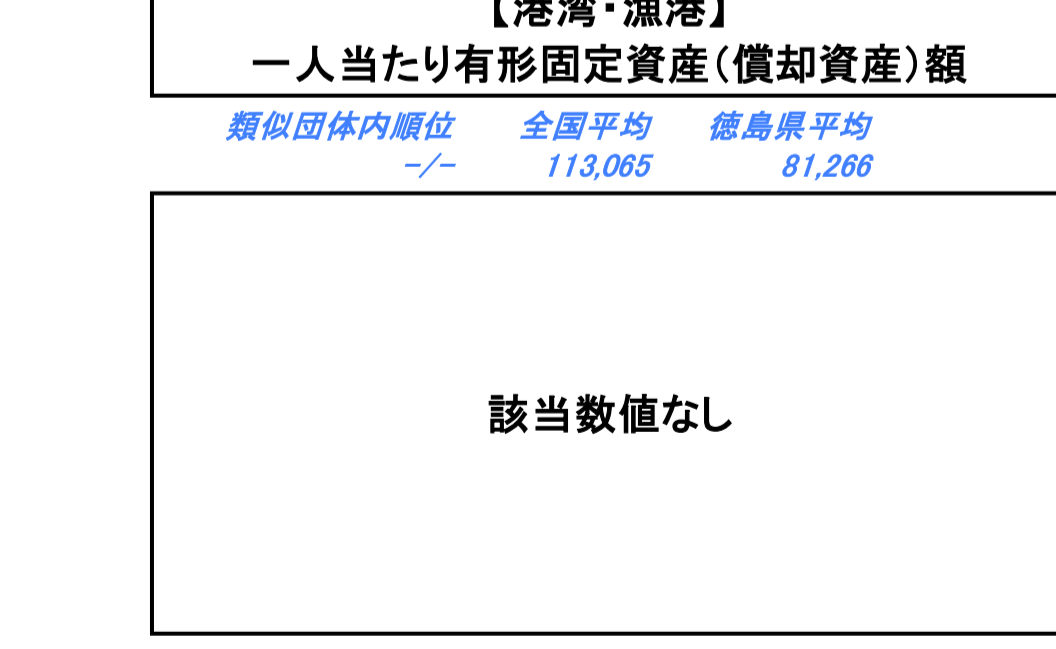 【港湾・漁港】
一人当たり有形固定資産(償却資産)額
類似団体内順位 全国平均 徳島県平均
-/- 113,065 81,266
該当数値なし